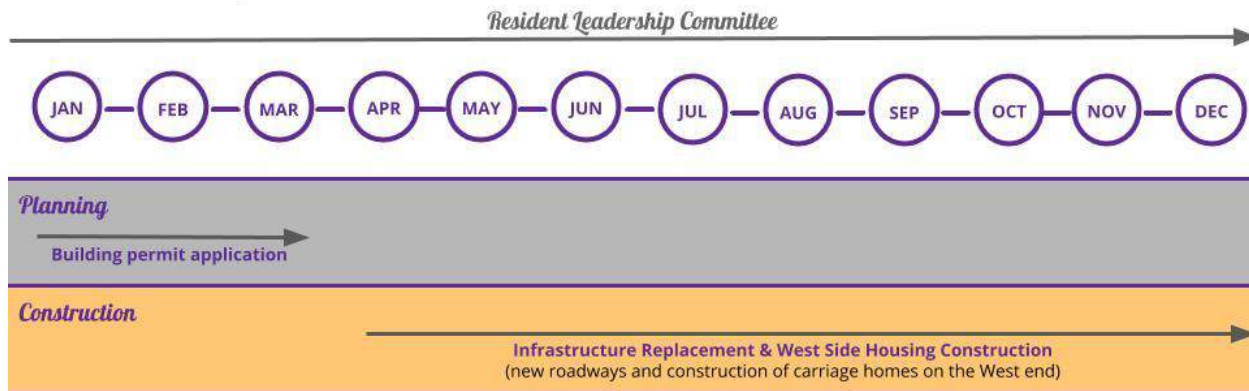 Resident Leadership Committee
JAN FEB MAR APR MAY JUN JUL AUG SEP OCT NOV DEC
Planning
Building permit application
Construction
Infrastructure Replacement & West Side Housing Construction
(new roadways and construction of carriage homes on the West end)